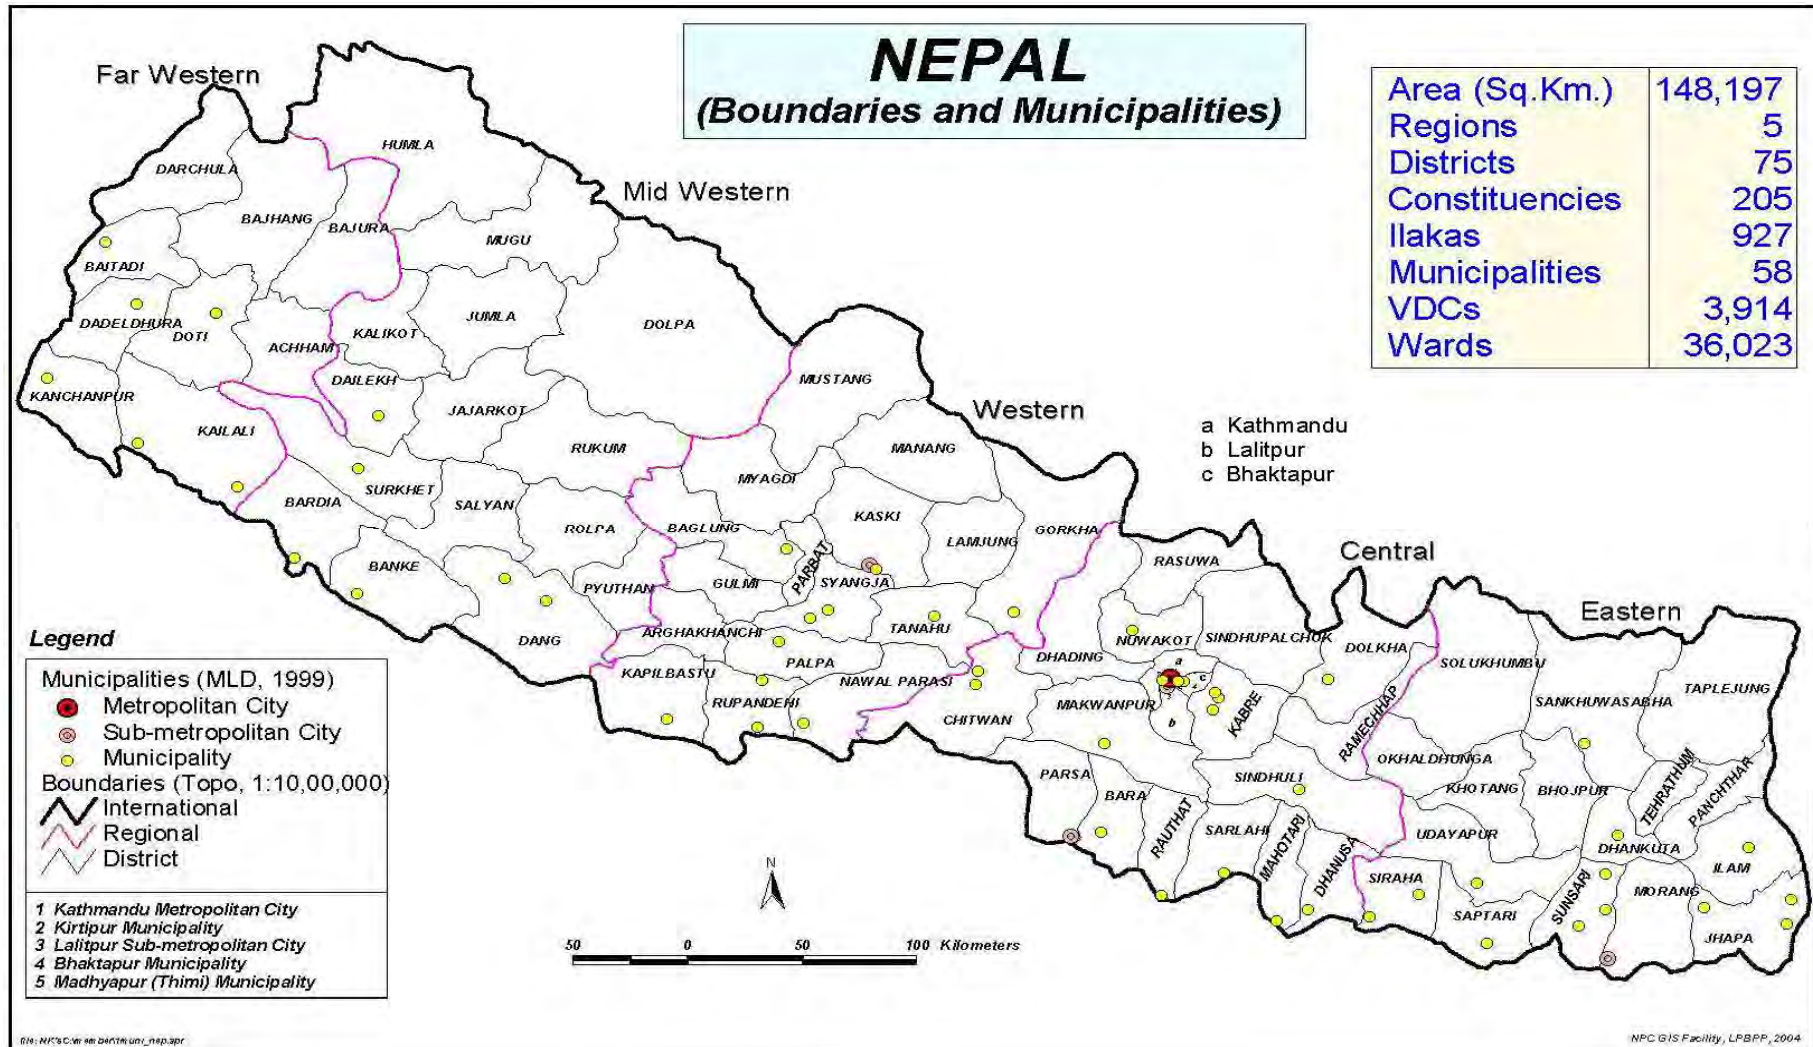 NEPAL
(Boundaries and Municipalities)
Area (Sq.Km.) 148,197
Regions 5
Districts 75
Constituencies 205
Ilakas 927
Municipalities 58
VDCs 3,914
Wards 36,023
Far Western
Mid Western
Western
Central
Eastern
a Kathmandu
b Lalitpur
c Bhaktapur
HUMLA
DARCHULA
BAJHANG
BAJURA
MUGU
BAITADI
DADELDHURA
DOTI
ACHHAM
KALIKOT
JUMLA
DOLPA
MUSTANG
KANCHANPUR
DAILEKH
JAJARKOT
KAILALI
RUKUM
MANANG
MYAGDI
BARDIA
SURKHET
SALYAN
ROLPA
BAGLUNG
KASKI
LAMJUNG
GORKHA
RASUWA
BANKE
PYUTHAN
GULMI
PARBAT
SYANGJA
DANG
ARGHAKHANCHI
TANAHU
NUWAKOT
SINDHUPALCHUK
DOLKHA
DHADING
SOLUKHUMBU
KAPILBASTU
PALPA
NAWAL PARASI
a
c
b
MAKWANPUR
KABRE
RAMECHHAP
SANKHUWASABHA
TAPLEJUNG
RUPANDEHI
CHITWAN
OKHALDHUNGA
PARSA
BARA
SINDHULI
KHOTANG
BHOJPUR
TEHRATHUM
PANCHTHAR
RAUTHAT
SARLAHI
MAHOTARI
DHANUSA
UDAYAPUR
DHANKUTA
ILAM
SIRAHA
SAPTARI
SUNSARI
MORANG
JHAPA
Legend
Municipalities (MLD, 1999)
Metropolitan City
Sub-metropolitan City
Municipality
Boundaries (Topo, 1:10,00,000)
International
Regional
District
1 Kathmandu Metropolitan City
2 Kirtipur Municipality
3 Lalitpur Sub-metropolitan City
4 Bhaktapur Municipality
5 Madhyapur (Thimi) Municipality
N
50 0 50 100 Kilometers
NPC GIS Facility, LPBPP, 2004